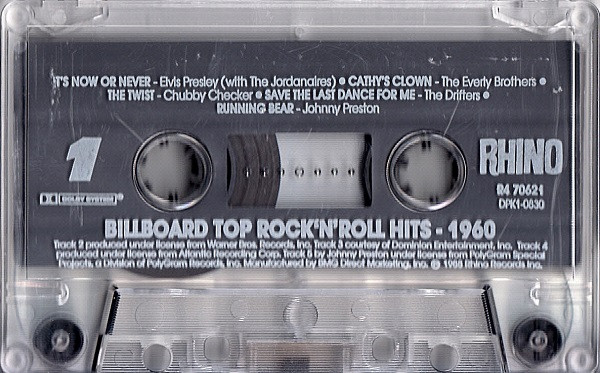 IT'S NOW OR NEVER - Elvis Presley (with The Jordanaires) • CATHY'S CLOWN - The Everly Brothers •
THE TWIST - Chubby Checker • SAVE THE LAST DANCE FOR ME - The Drifters •
RUNNING BEAR - Johnny Preston
1
RHINO
DOLBY SYSTEM®
R4 70621
DPK1-0830
BILLBOARD TOP ROCK'N'ROLL HITS - 1960
Track 2 produced under license from Warner Bros. Records, Inc. Track 3 courtesy of Dominion Entertainment, Inc. Track 4
produced under license from Atlantic Recording Corp. Track 5 by Johnny Preston under license from PolyGram Special
Projects, a Division of PolyGram Records, Inc. Manufactured by BMG Direct Marketing, Inc. ℗ 1988 Rhino Records Inc.